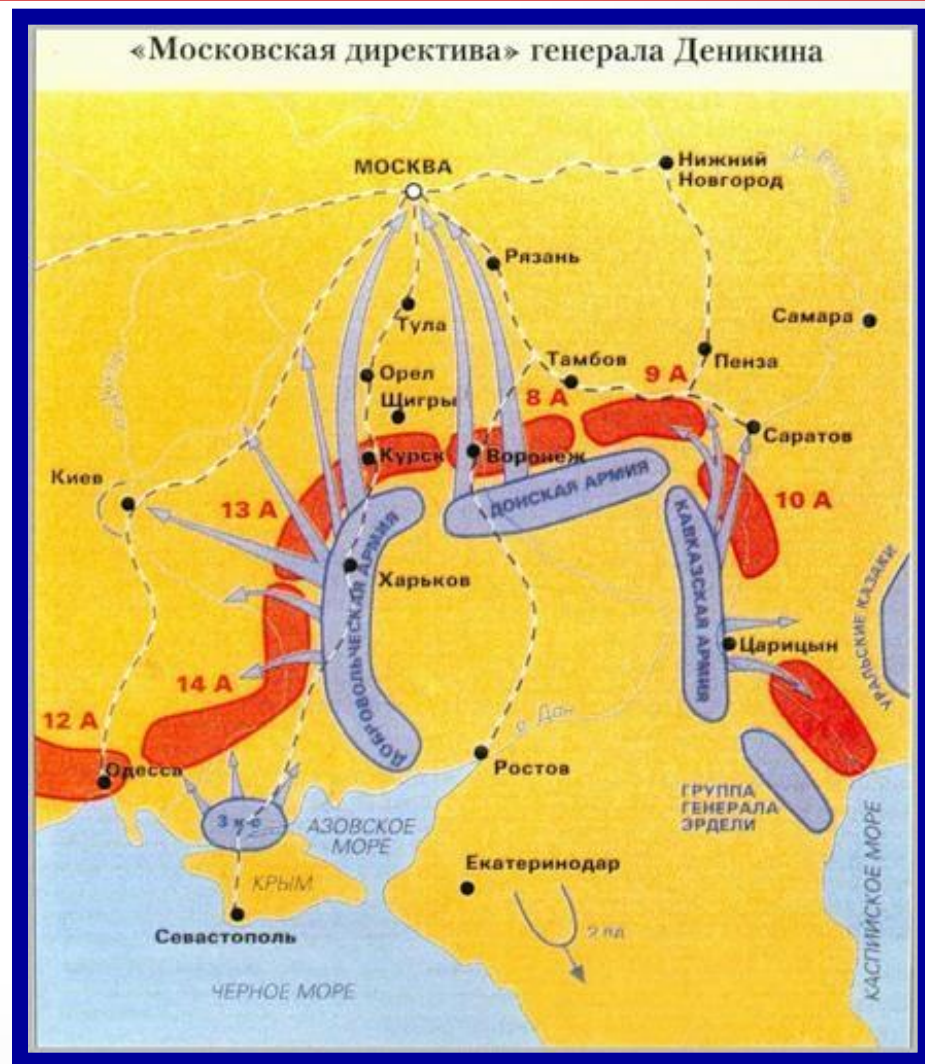 «Московская директива» генерала Деникина
МОСКВА
Нижний
Новгород
Рязань
Тула
Самара
Орел
Щигры
Тамбов
Пенза
8 А
9 А
Саратов
Киев
Курск
Воронеж
13 А
10 А
ДОНСКАЯ АРМИЯ
КАВКАЗСКАЯ АРМИЯ
ДОБРОВОЛЬЧЕСКАЯ АРМИЯ
Харьков
УРАЛЬСКИЕ КАЗАКИ
Царицын
14 А
12 А
р. Дон
Одесса
Ростов
ГРУППА
ГЕНЕРАЛА
ЭРДЕЛИ
АЗОВСКОЕ
МОРЕ
Екатеринодар
КРЫМ
Севастополь
ЧЕРНОЕ МОРЕ
КАСПИЙСКОЕ МОРЕ